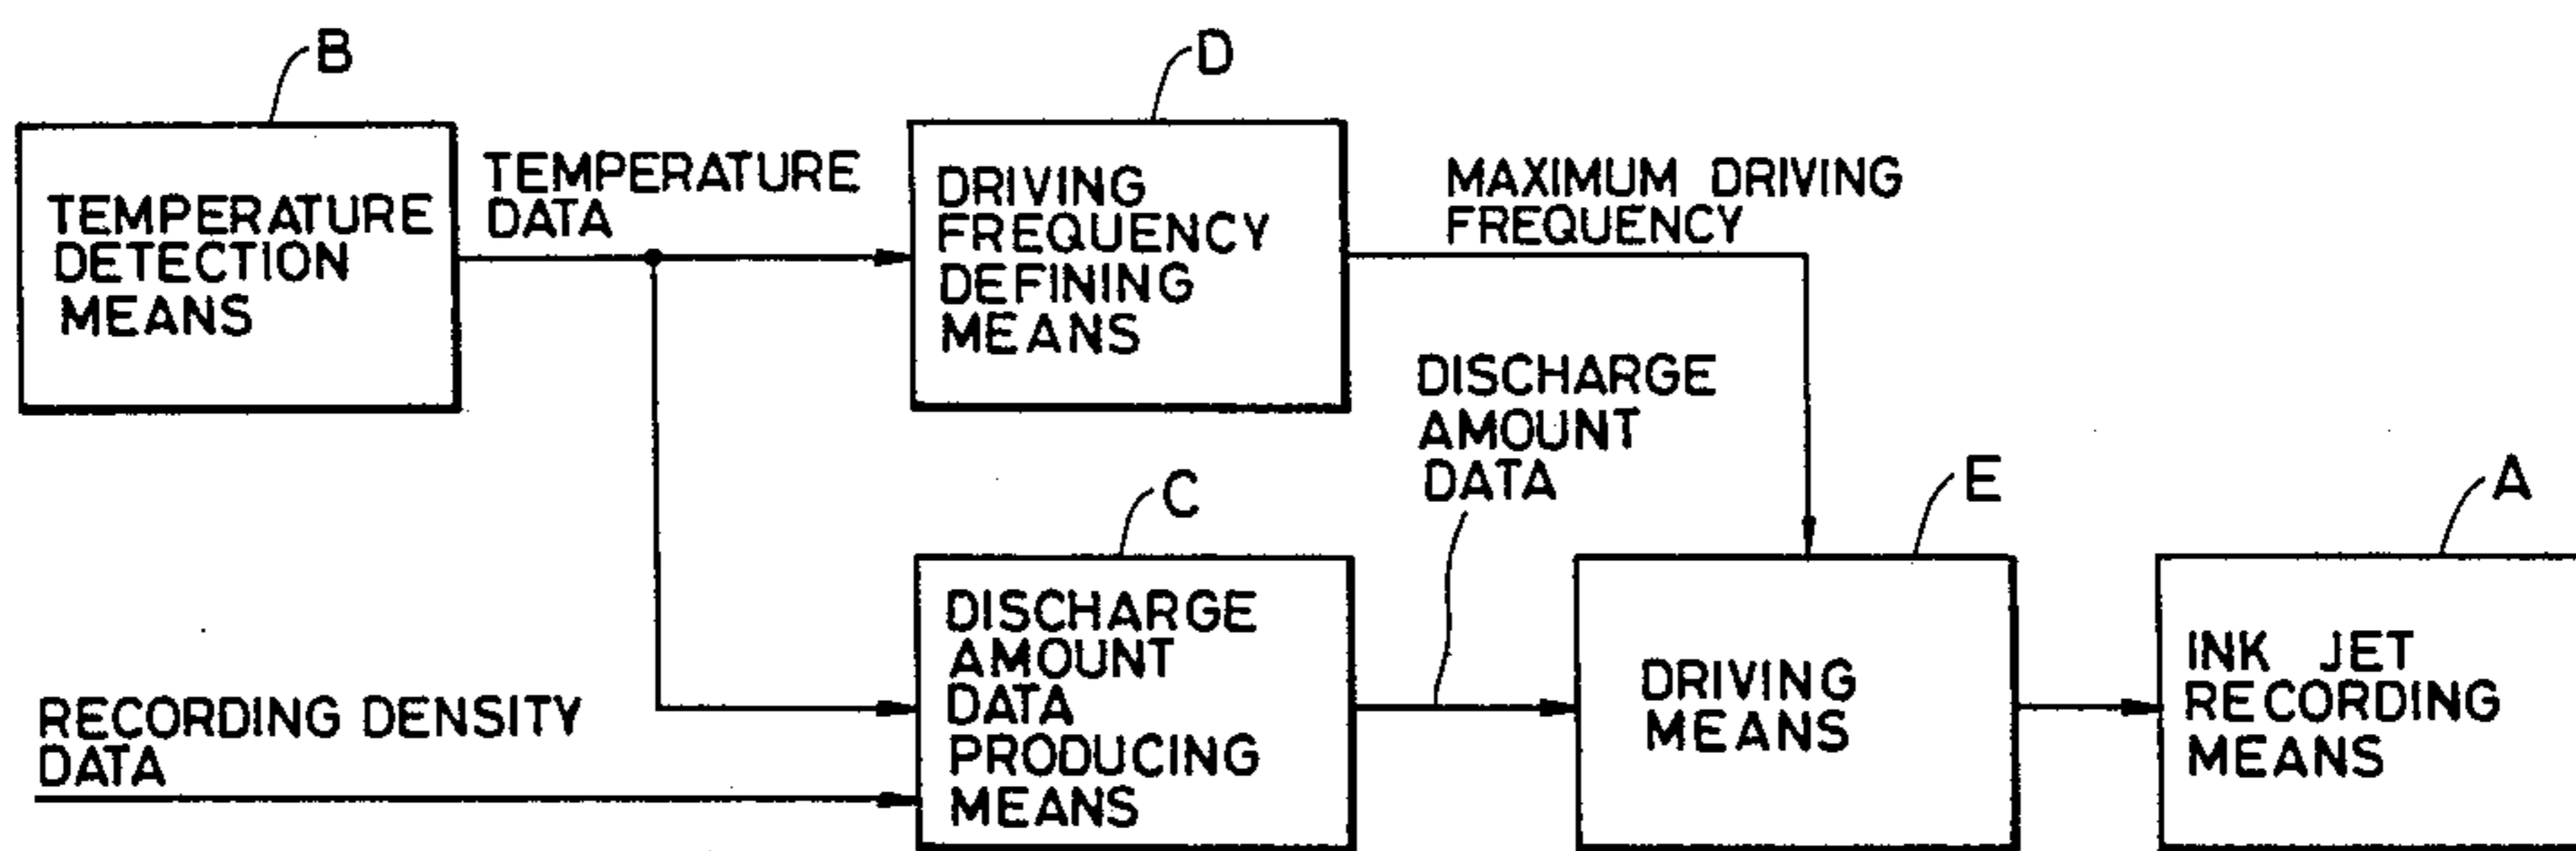 B
D
TEMPERATURE
DETECTION
MEANS
TEMPERATURE
DATA
DRIVING
FREQUENCY
DEFINING
MEANS
MAXIMUM DRIVING
FREQUENCY
DISCHARGE
AMOUNT
DATA
C
E
A
RECORDING DENSITY
DATA
DISCHARGE
AMOUNT
DATA
PRODUCING
MEANS
DRIVING
MEANS
INK JET
RECORDING
MEANS